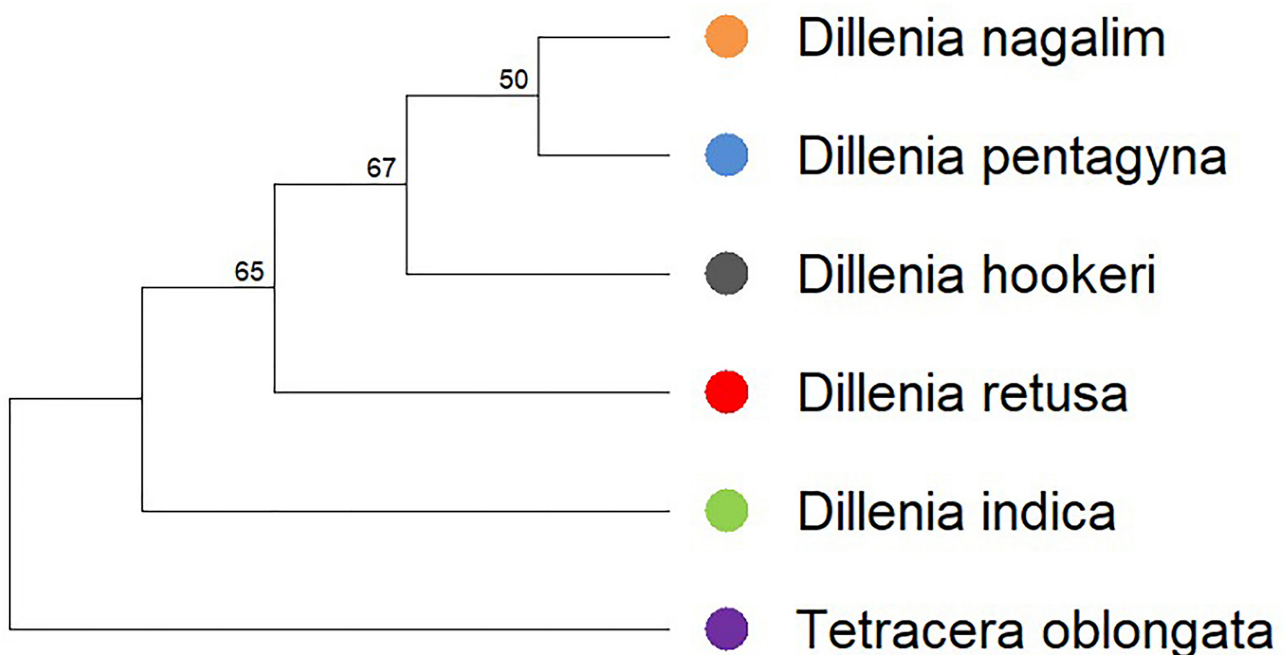 Dillenia nagalim
50
Dillenia pentagyna
67
Dillenia hookeri
65
Dillenia retusa
Dillenia indica
Tetracera oblongata